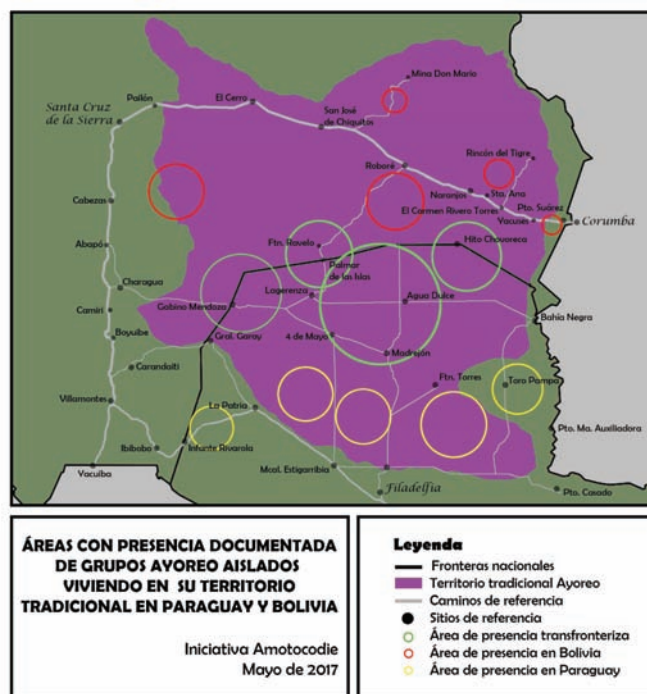 Mina Don Mario
Pailón
El Cerro
Santa Cruz
de la Sierra
San José
de Chiquitos
Rincón del Tigre
Roboré
Naranjos
Sta. Ana
Cabezas
El Carmen Rivero Torres
Pto. Suárez
Vacuses
Corumba
Abapó
Ftn. Ravelo
Hito Chovoreca
Palmar
de las Islas
Charagua
Lagerenza
Agua Dulce
Gabino Mendoza
Camiri
Bahía Negra
Boyuibe
Gral. Garay
4 de Mayo
Madrejón
Carandaiti
Ftn. Torres
Toro Pampa
Villamontes
La Patria
Pto. Ma. Auxiliadora
Ibibobo
Infante Rivarola
Yacuiba
Mcal. Estigarribia
Filadelfia
Pto. Casado
ÁREAS CON PRESENCIA DOCUMENTADA
DE GRUPOS AYOREO AISLADOS
VIVIENDO EN SU TERRITORIO
TRADICIONAL EN PARAGUAY Y BOLIVIA
Iniciativa Amotocodie
Mayo de 2017
Leyenda
Fronteras nacionales
Territorio tradicional Ayoreo
Caminos de referencia
Sitios de referencia
Área de presencia transfronteriza
Área de presencia en Bolivia
Área de presencia en Paraguay